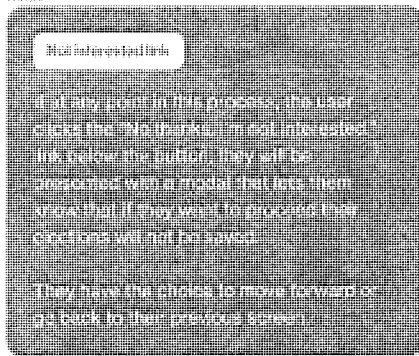 Not interested link
If at any point in this process, the user
clicks the "No thanks, I'm not interested."
link below the button, they will be
presented with a modal that lets them
know that if they want to proceed their
will not be saved.
They have the choice to move forward or
go back to their previous screen.